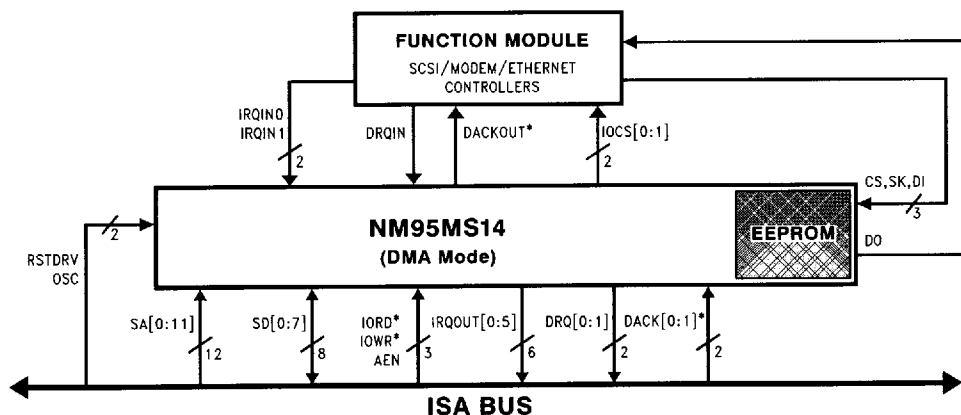 FUNCTION MODULE
SCSI/MODEM/ETHERNET
CONTROLLERS
IRQIN0
IRQIN1
2
DRQIN
DACKOUT*
IOCS[0:1]
2
CS,SK,DI
3
NM95MS14
(DMA Mode)
EEPROM
DO
2
RSTDRV
OSC
SA[0:11]
12
SD[0:7]
8
IORD*
IOWR*
AEN
3
IRQOUT[0:5]
6
DRQ[0:1]
2
DACK[0:1]*
2
ISA BUS